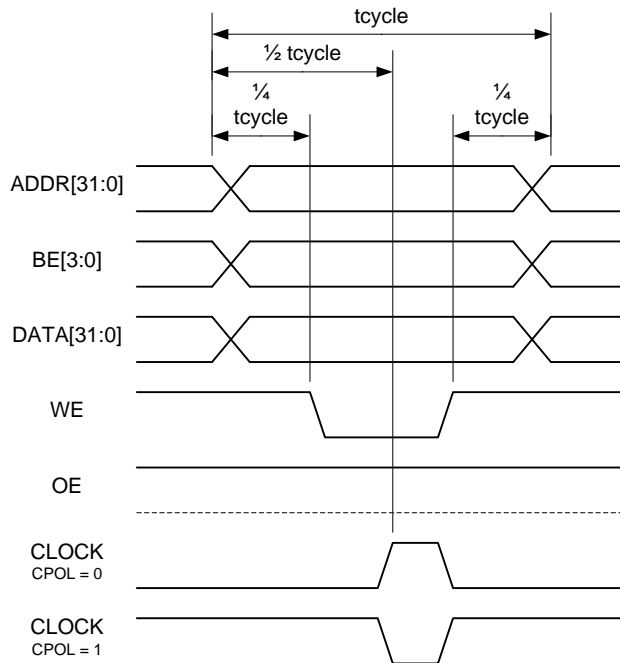 tcycle
½ tcycle
¼
tcycle
¼
tcycle
ADDR[31:0]
BE[3:0]
DATA[31:0]
WE
OE
CLOCK
CPOL = 0
CLOCK
CPOL = 1